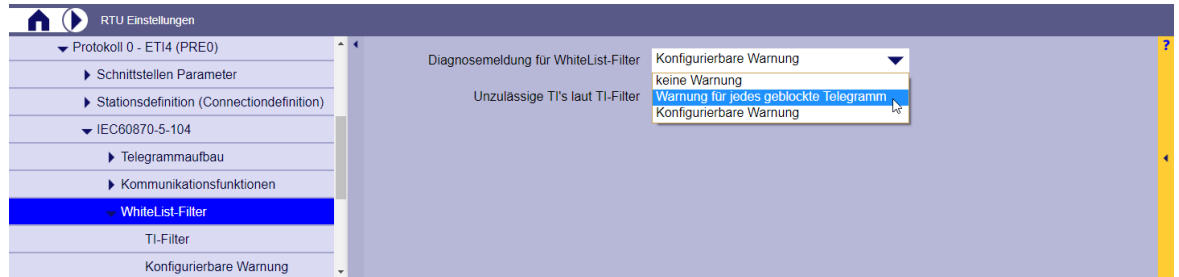 RTU Einstellungen
Protokoll 0 - ETI4 (PRE0)
Schnittstellen Parameter
Stationsdefinition (Connectiondefinition)
IEC60870-5-104
Telegrammaufbau
Kommunikationsfunktionen
WhiteList-Filter
TI-Filter
Konfigurierbare Warnung
Diagnosemeldung für WhiteList-Filter Konfigurierbare Warnung
keine Warnung
Unzulässige TI's laut TI-Filter Warnung für jedes geblockte Telegramm
Konfigurierbare Warnung
?